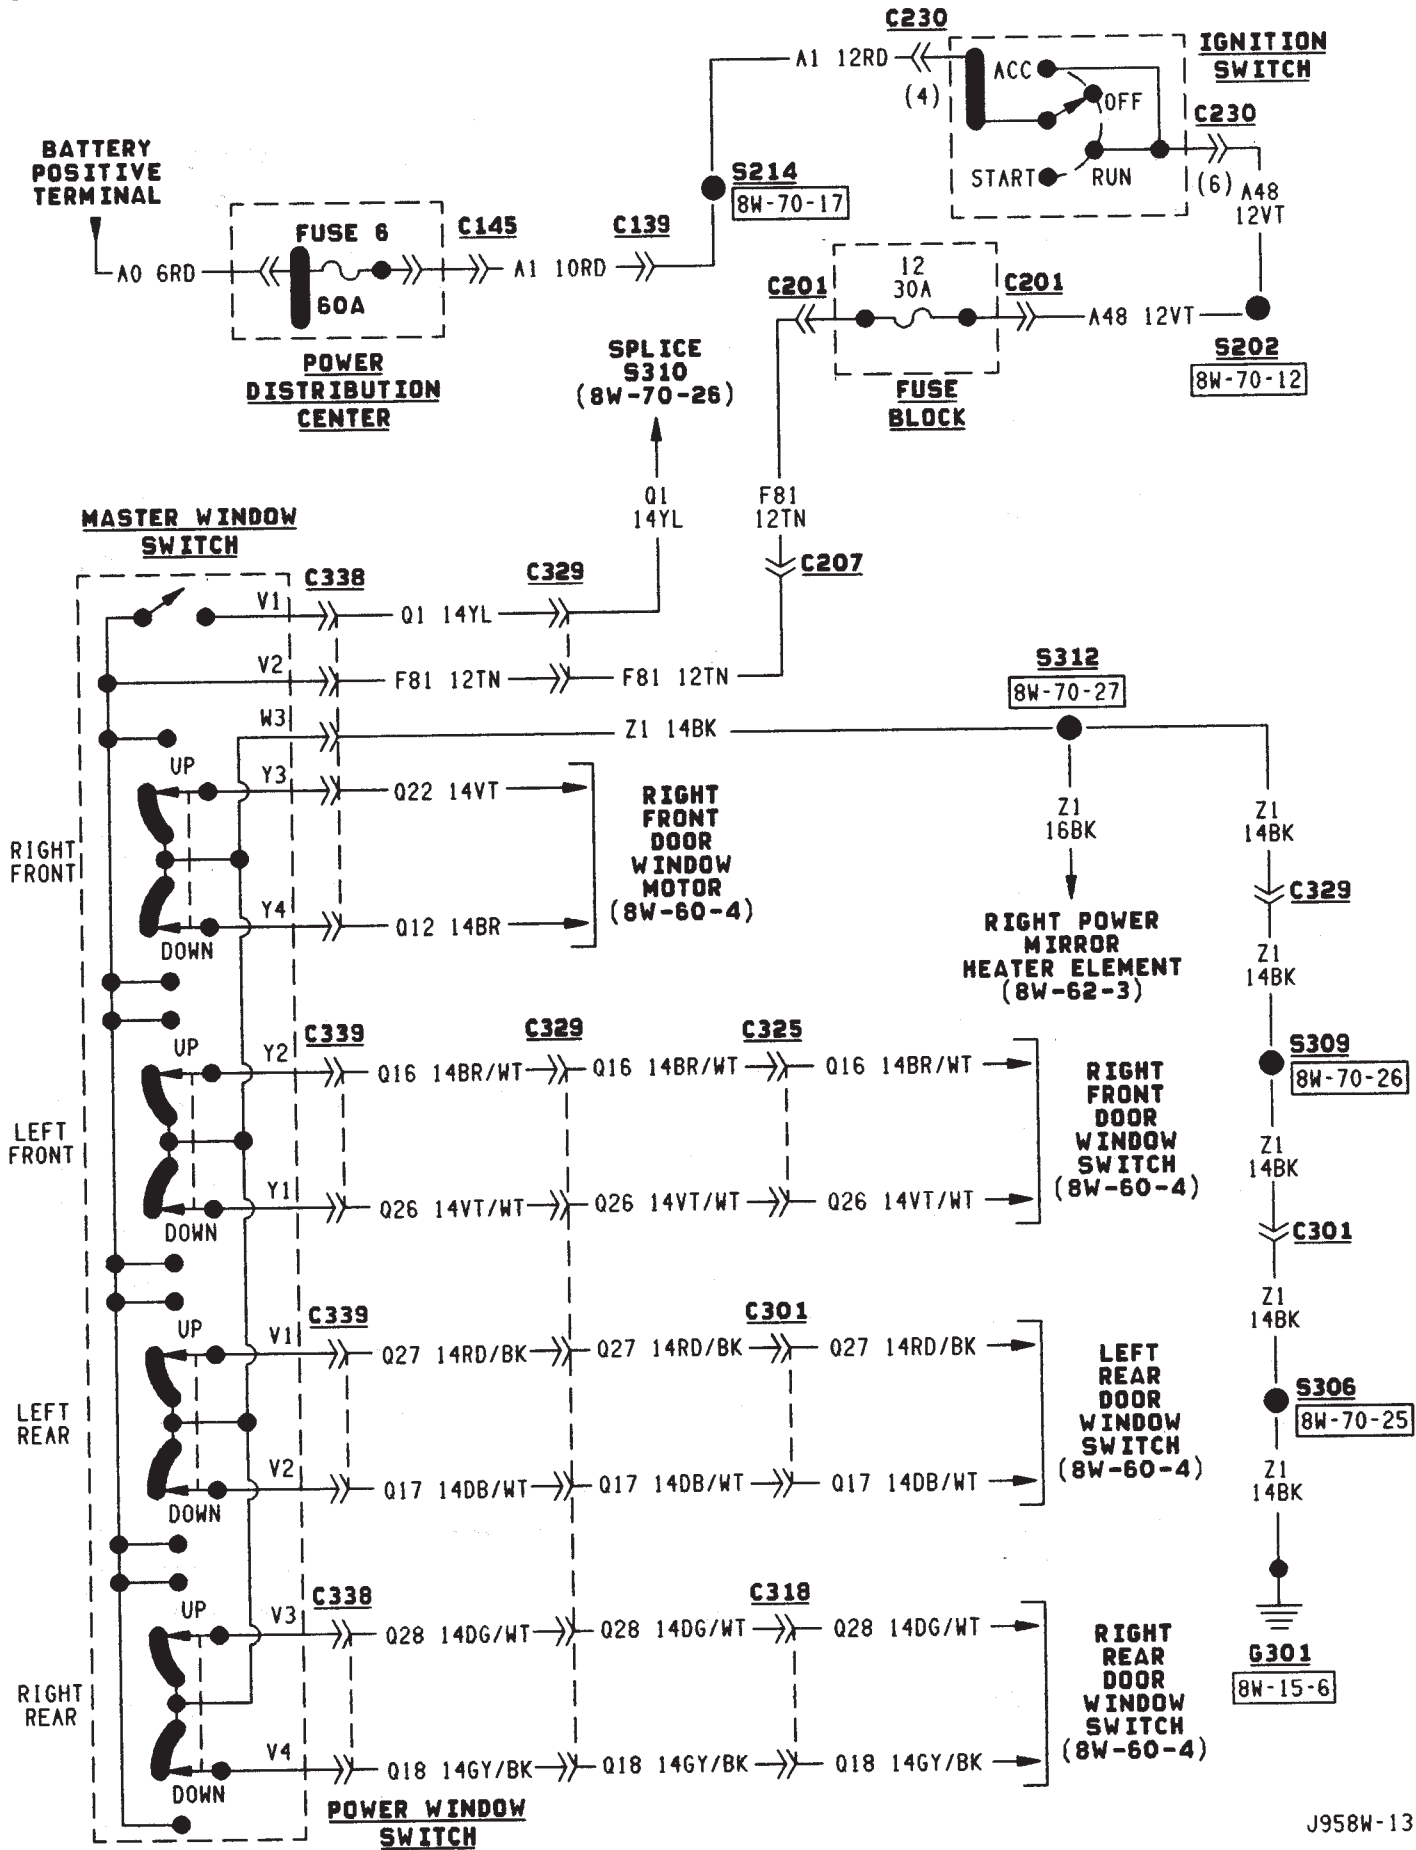 C230
IGNITION
SWITCH
A1 12RD
(4)
ACC
OFF
START
RUN
C230
(6)
A48
12VT
BATTERY
POSITIVE
TERMINAL
S214
8W-70-17
FUSE 6
60A
C145
C139
A0 6RD
A1 10RD
POWER
DISTRIBUTION
CENTER
12
30A
C201
C201
A48 12VT
S202
8W-70-12
FUSE
BLOCK
SPLICE
S310
(8W-70-26)
Q1
14YL
F81
12TN
C207
MASTER WINDOW
SWITCH
C338
C329
V1
Q1 14YL
V2
F81 12TN
F81 12TN
S312
8W-70-27
W3
Z1 14BK
UP
Y3
Q22 14VT
RIGHT
FRONT
Y4
Q12 14BR
DOWN
RIGHT
FRONT
DOOR
WINDOW
MOTOR
(8W-60-4)
Z1
16BK
RIGHT POWER
MIRROR
HEATER ELEMENT
(8W-62-3)
Z1
14BK
C329
Z1
14BK
S309
8W-70-26
Z1
14BK
C301
Z1
14BK
S306
8W-70-25
Z1
14BK
G301
8W-15-6
C339
C329
C325
UP
Y2
Q16 14BR/WT
Q16 14BR/WT
Q16 14BR/WT
LEFT
FRONT
Y1
Q26 14VT/WT
Q26 14VT/WT
Q26 14VT/WT
DOWN
RIGHT
FRONT
DOOR
WINDOW
SWITCH
(8W-60-4)
C339
C301
UP
V1
Q27 14RD/BK
Q27 14RD/BK
Q27 14RD/BK
LEFT
REAR
V2
Q17 14DB/WT
Q17 14DB/WT
Q17 14DB/WT
DOWN
LEFT
REAR
DOOR
WINDOW
SWITCH
(8W-60-4)
C338
C318
UP
V3
Q28 14DG/WT
Q28 14DG/WT
Q28 14DG/WT
RIGHT
REAR
V4
Q18 14GY/BK
Q18 14GY/BK
Q18 14GY/BK
DOWN
RIGHT
REAR
DOOR
WINDOW
SWITCH
(8W-60-4)
POWER WINDOW
SWITCH
J958W-13